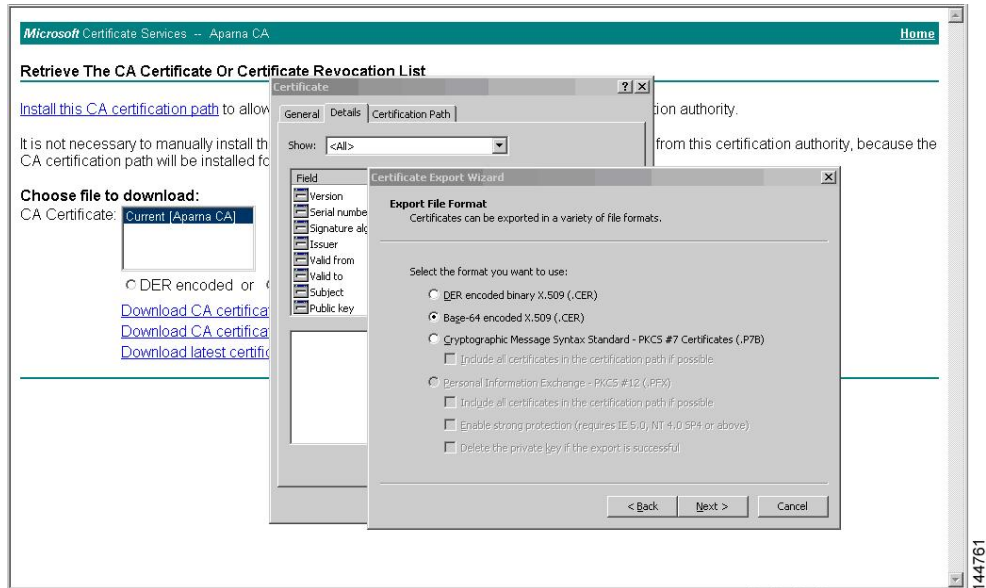 Microsoft Certificate Services -- Aparna CA
Home
Retrieve The CA Certificate Or Certificate Revocation List
Install this CA certification path to allow
tion authority.
It is not necessary to manually install th
from this certification authority, because the
CA certification path will be installed fo
Choose file to download:
CA Certificate:
Current [Aparna CA]
DER encoded or
Download CA certifica
Download CA certifica
Download latest certific
Certificate
General
Details
Certification Path
Show:
<All>
Field
Version
Serial numbe
Signature alg
Issuer
Valid from
Valid to
Subject
Public key
Certificate Export Wizard
Export File Format
Certificates can be exported in a variety of file formats.
Select the format you want to use:
DER encoded binary X.509 (.CER)
Base-64 encoded X.509 (.CER)
Cryptographic Message Syntax Standard - PKCS #7 Certificates (.P7B)
Include all certificates in the certification path if possible
Personal Information Exchange - PKCS #12 (.PFX)
Include all certificates in the certification path if possible
Enable strong protection (requires IE 5.0, NT 4.0 SP4 or above)
Delete the private key if the export is successful
< Back
Next >
Cancel
144761